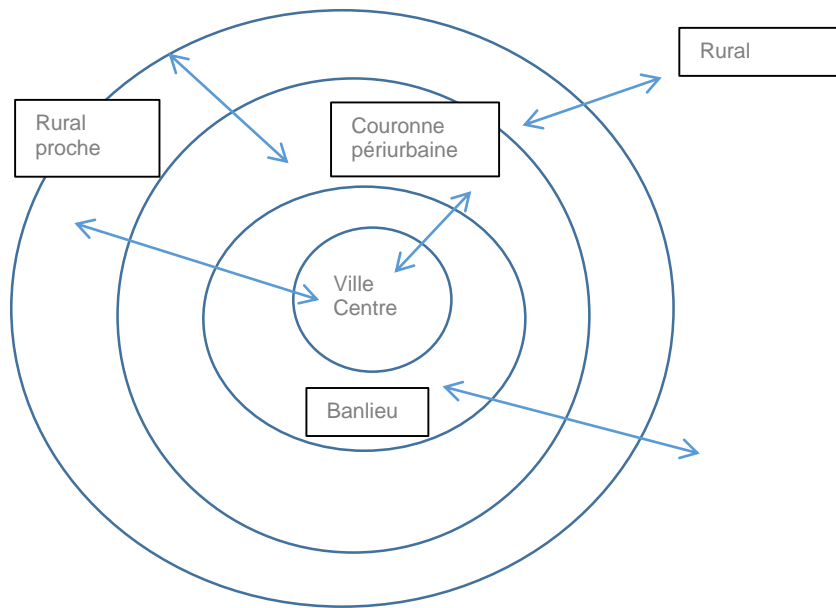 Rural
Rural
proche
Couronne
périurbaine
Ville
Centre
Banlieu